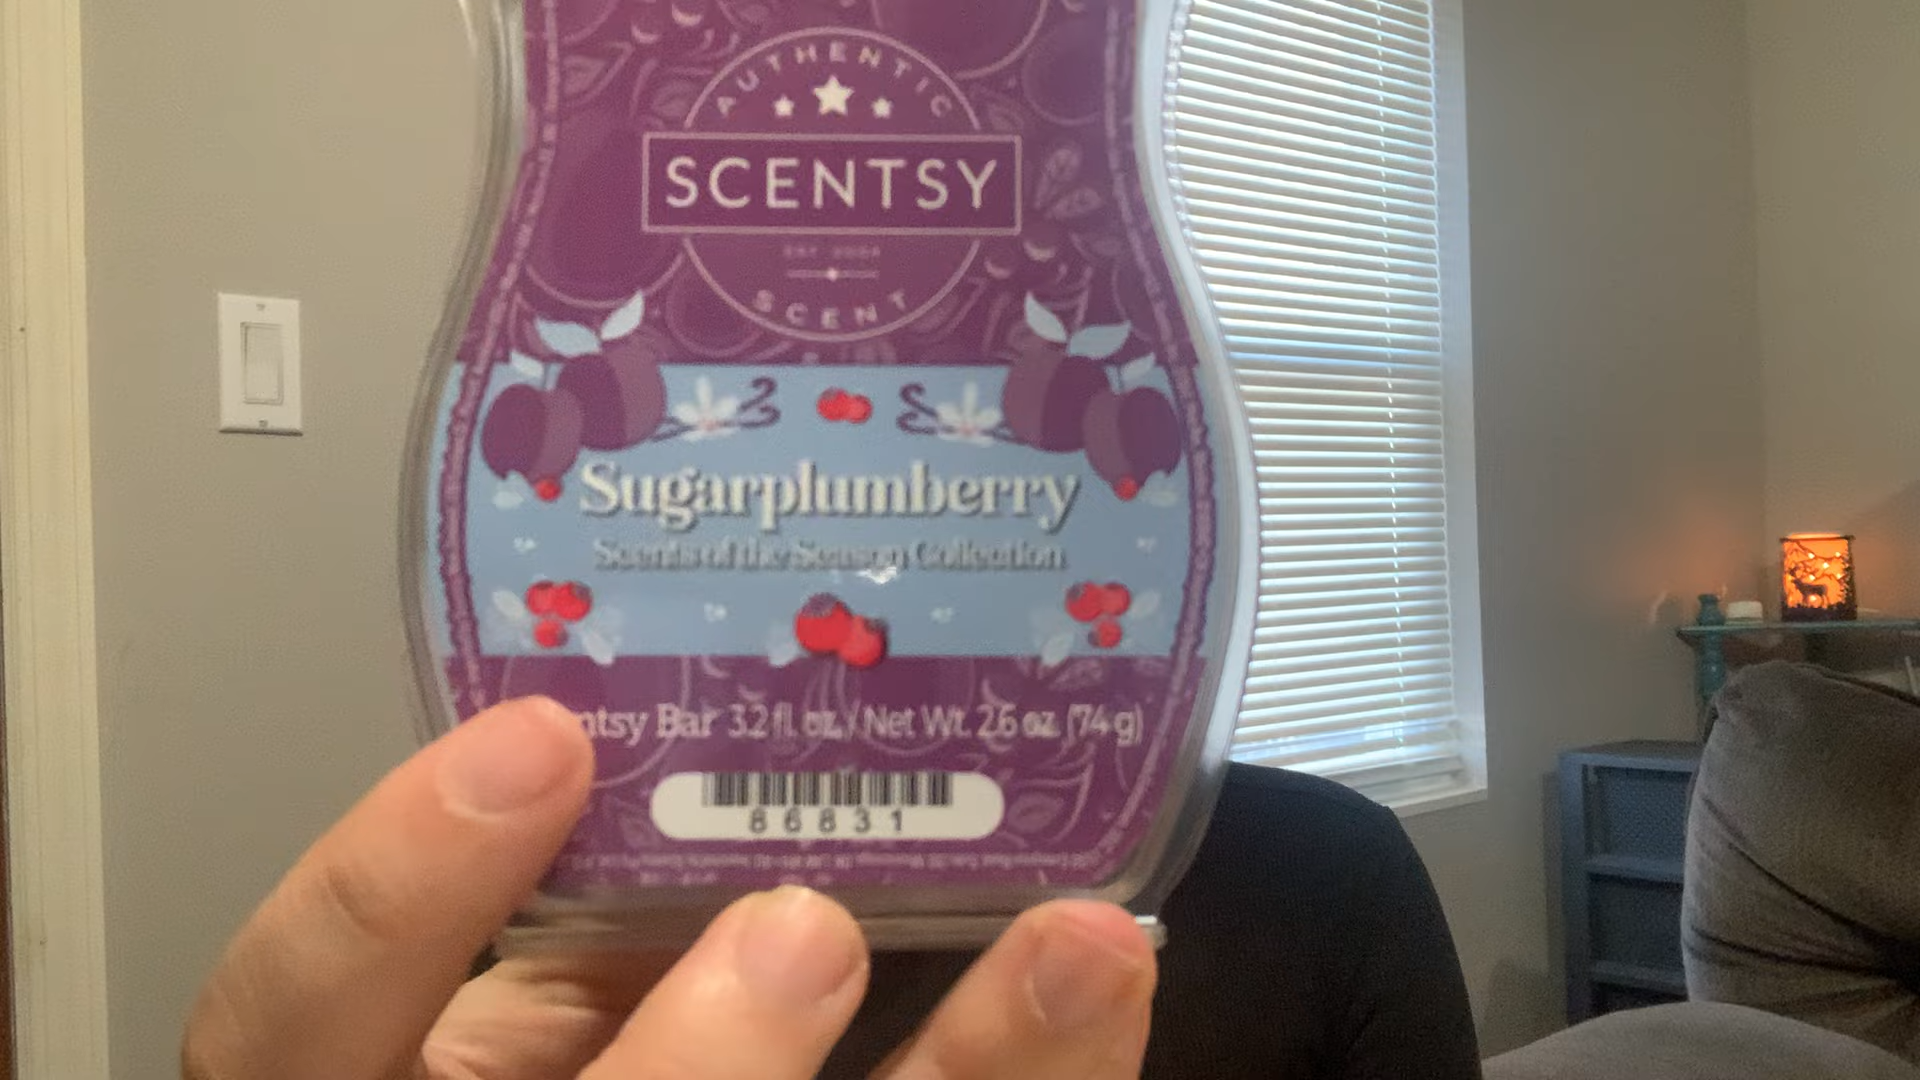 AUTHENTIC
SCENTSY
SCENT
Sugarplumberry
Scents of the Season Collection
ntsy Bar 3.2 fl. oz. / Net Wt. 2.6 oz. (74 g)
86831